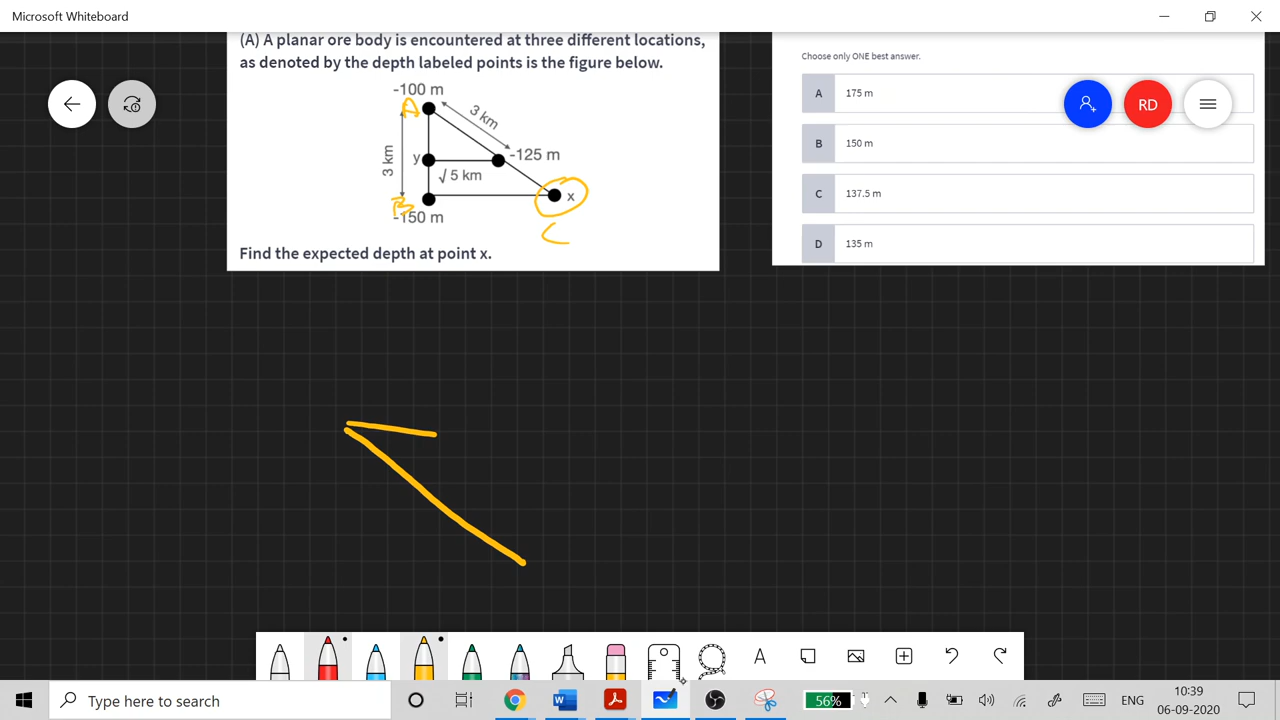 Microsoft Whiteboard
(A) A planar ore body is encountered at three different locations,
as denoted by the depth labeled points is the figure below.
-100 m
A
3 km
3 km
y
-125 m
√5 km
x
B
-150 m
C
Find the expected depth at point x.
Choose only ONE best answer.
A 175 m
B 150 m
C 137.5 m
D 135 m
RD
A
Type here to search
56%
ENG
10:39
06-09-2020